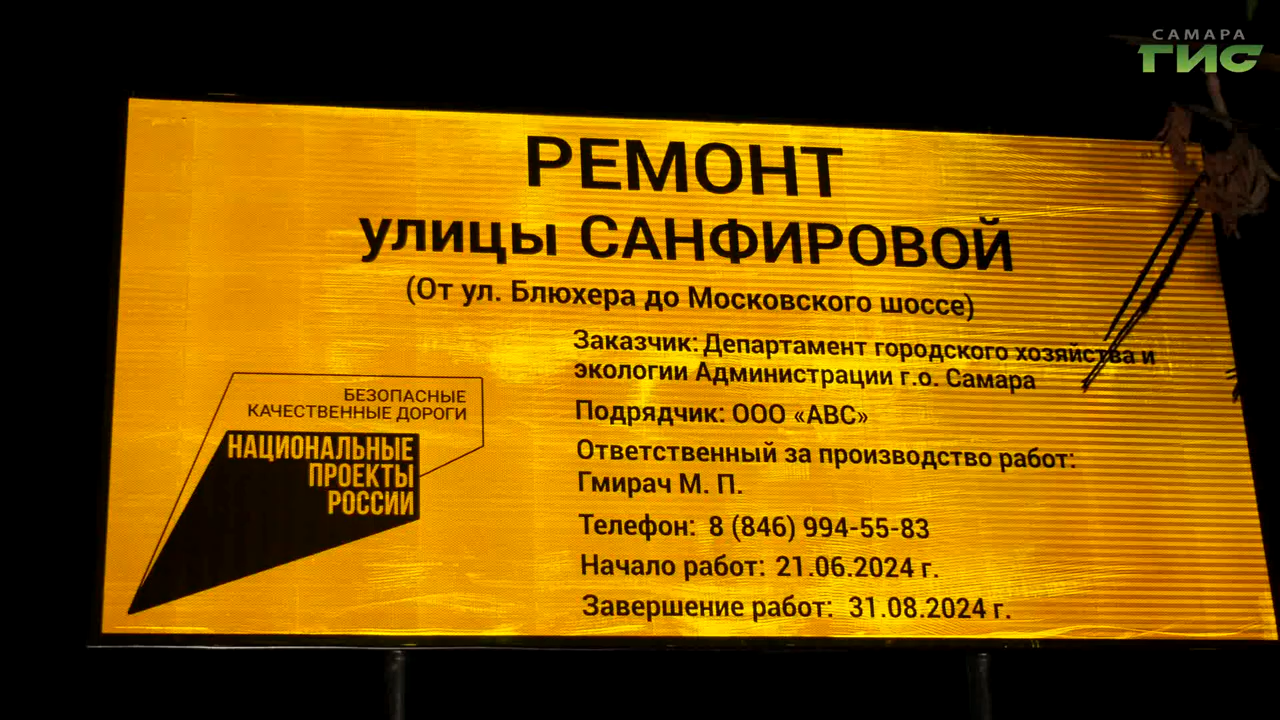 САМАРА
ГИС
РЕМОНТ
улицы САНФИРОВОЙ
(От ул. Блюхера до Московского шоссе)
Заказчик: Департамент городского хозяйства и
экологии Администрации г.о. Самара
Подрядчик: ООО «АВС»
Ответственный за производство работ:
Гмирач М. П.
Телефон: 8 (846) 994-55-83
Начало работ: 21.06.2024 г.
Завершение работ: 31.08.2024 г.
БЕЗОПАСНЫЕ
КАЧЕСТВЕННЫЕ ДОРОГИ
НАЦИОНАЛЬНЫЕ
ПРОЕКТЫ
РОССИИ